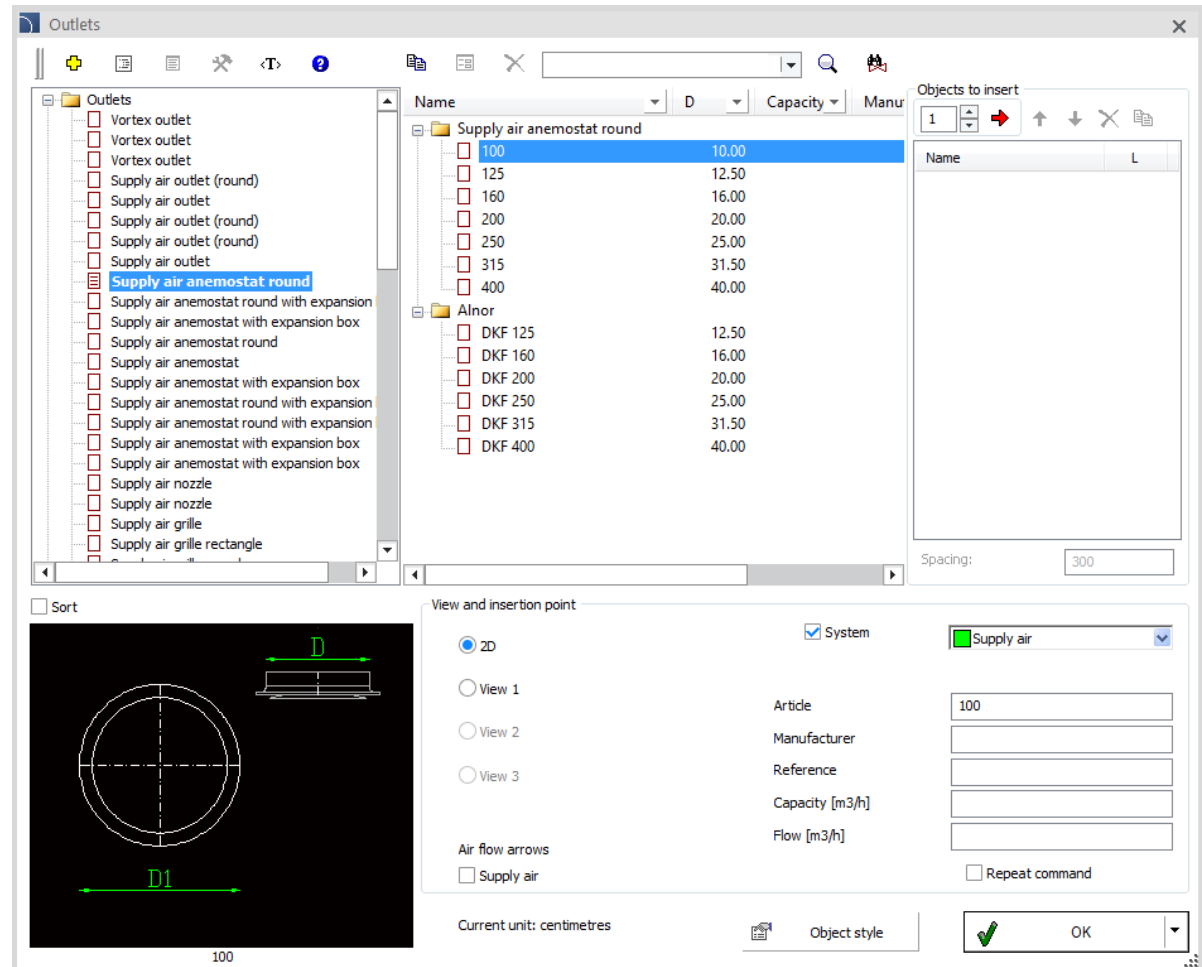 Outlets
<T>
Outlets
Vortex outlet
Vortex outlet
Vortex outlet
Supply air outlet (round)
Supply air outlet
Supply air outlet (round)
Supply air outlet (round)
Supply air outlet
Supply air anemostat round
Supply air anemostat round with expansion
Supply air anemostat with expansion box
Supply air anemostat round
Supply air anemostat
Supply air anemostat with expansion box
Supply air anemostat round with expansion
Supply air anemostat round with expansion
Supply air anemostat with expansion box
Supply air anemostat with expansion box
Supply air nozzle
Supply air nozzle
Supply air grille
Supply air grille rectangle
Name D Capacity Manu
Supply air anemostat round
100 10.00
125 12.50
160 16.00
200 20.00
250 25.00
315 31.50
400 40.00
Alnor
DKF 125 12.50
DKF 160 16.00
DKF 200 20.00
DKF 250 25.00
DKF 315 31.50
DKF 400 40.00
Objects to insert
1
Name L
Spacing: 300
Sort
D
D1
100
View and insertion point
2D
View 1
View 2
View 3
Air flow arrows
Supply air
System Supply air
Article 100
Manufacturer
Reference
Capacity [m3/h]
Flow [m3/h]
Repeat command
Current unit: centimetres
Object style
OK